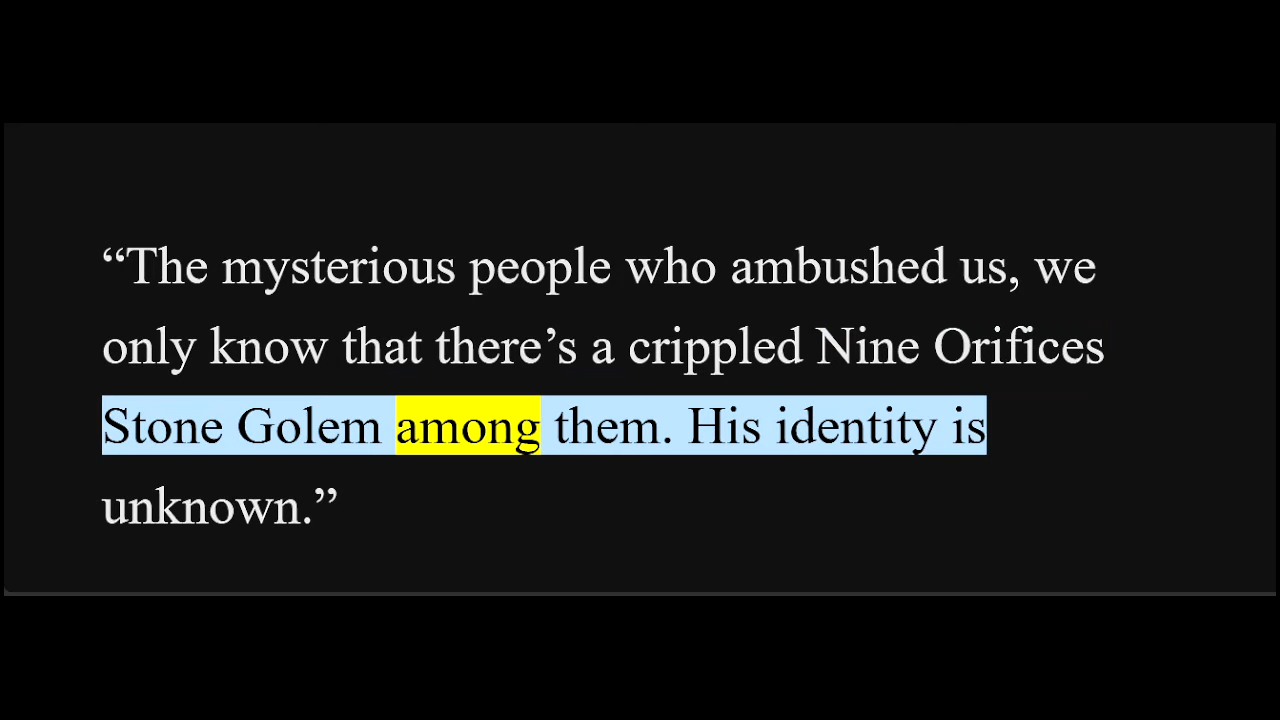 “The mysterious people who ambushed us, we
only know that there’s a crippled Nine Orifices
Stone Golem among them. His identity is
unknown.”